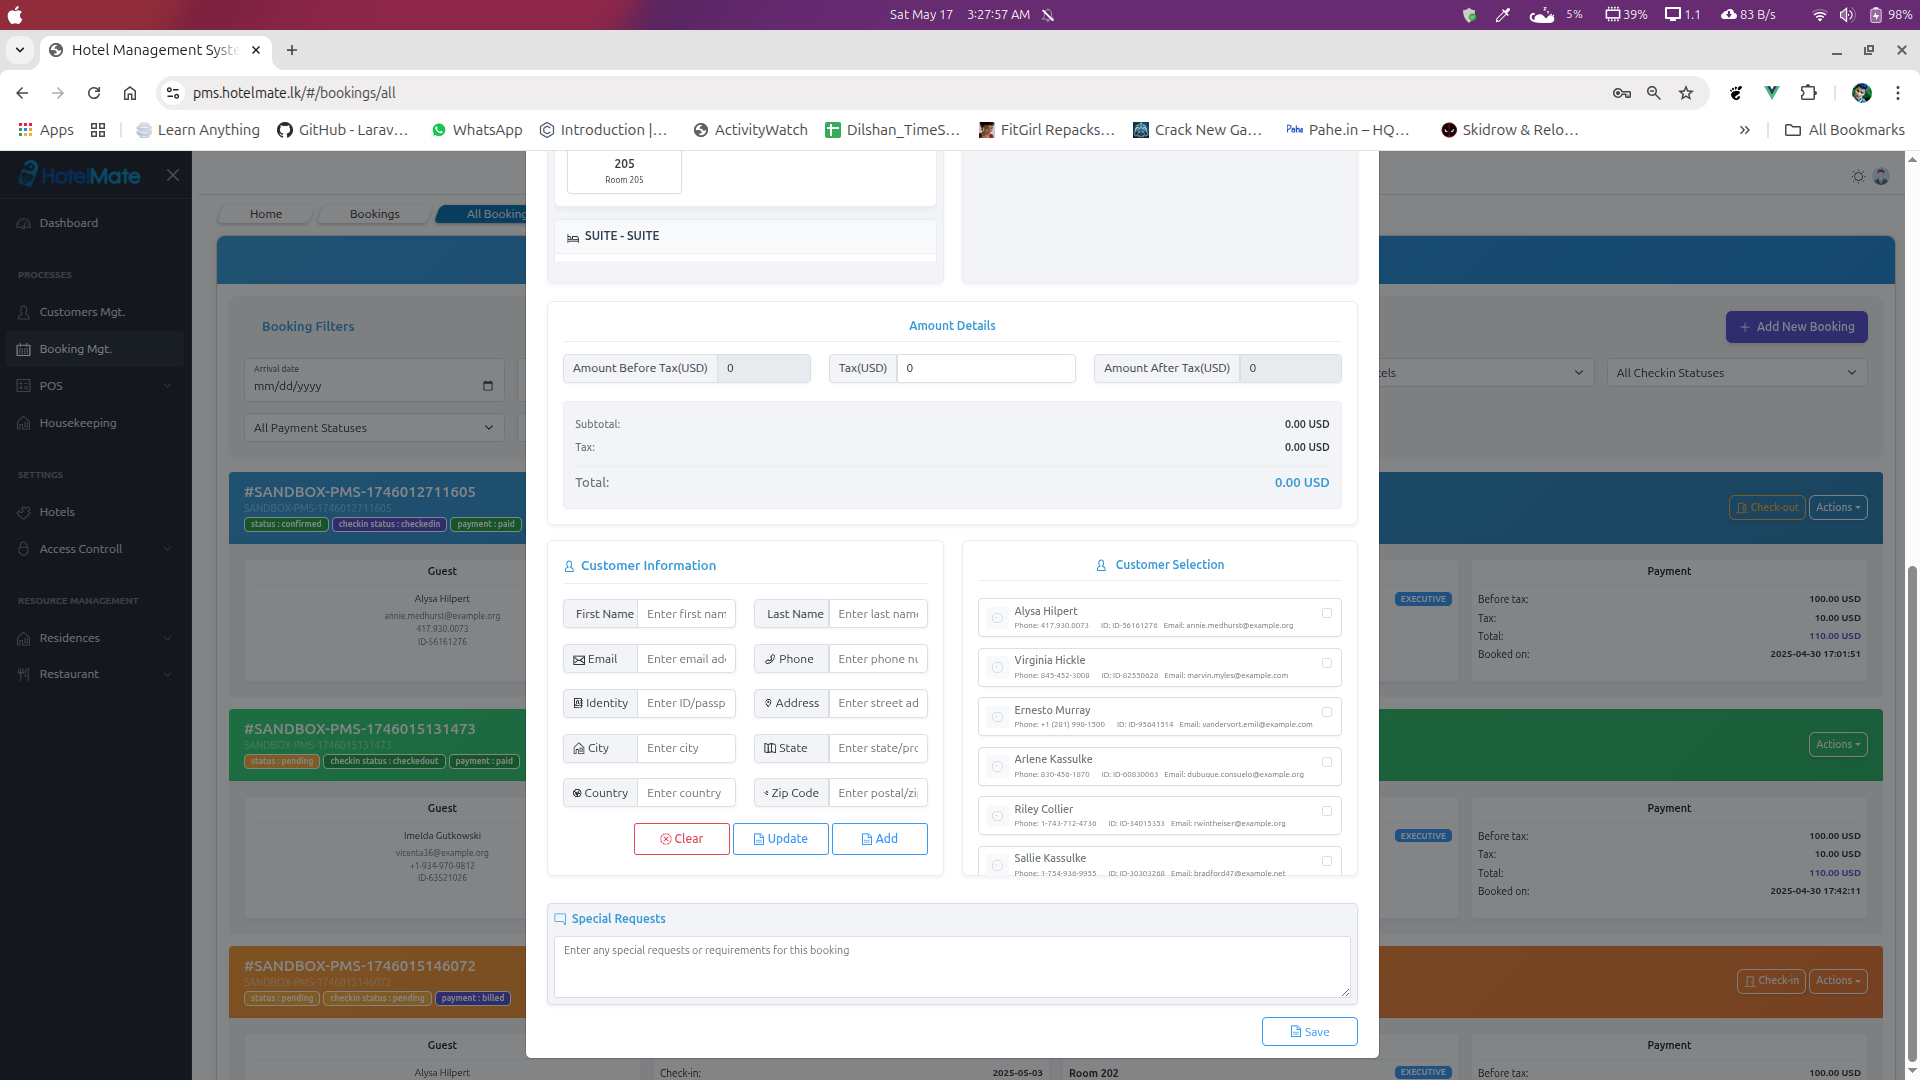 Sat May 17 3:27:57 AM
5%
39%
1.1
83 B/s
98%
Hotel Management Syste
pms.hotelmate.lk/#/bookings/all
Apps
Learn Anything
GitHub - Larav…
WhatsApp
Introduction |…
ActivityWatch
Dilshan_TimeS…
FitGirl Repacks…
Crack New Ga…
Pahe.in – HQ…
Skidrow & Relo…
All Bookmarks
HotelMate
Dashboard
PROCESSES
Customers Mgt.
Booking Mgt.
POS
Housekeeping
SETTINGS
Hotels
Access Controll
RESOURCE MANAGEMENT
Residences
Restaurant
Home
Bookings
All Booking
Booking Filters
Add New Booking
Arrival date
mm/dd/yyyy
All Checkin Statuses
All Payment Statuses
#SANDBOX-PMS-1746012711605
SANDBOX-PMS-1746012711605
status : confirmed
checkin status : checkedin
payment : paid
Check-out
Actions
Guest
Alysa Hilpert
annie.medhurst@example.org
417.930.0073
ID-56161276
EXECUTIVE
Payment
Before tax: 100.00 USD
Tax: 10.00 USD
Total: 110.00 USD
Booked on: 2025-04-30 17:01:51
#SANDBOX-PMS-1746015131473
SANDBOX-PMS-1746015131473
status : pending
checkin status : checkedout
payment : paid
Actions
Guest
Imelda Gutkowski
vicenta36@example.org
+1-934-970-9812
ID-63521026
EXECUTIVE
Payment
Before tax: 100.00 USD
Tax: 10.00 USD
Total: 110.00 USD
Booked on: 2025-04-30 17:42:11
#SANDBOX-PMS-1746015146072
SANDBOX-PMS-1746015146072
status : pending
checkin status : pending
payment : billed
Check-in
Actions
Guest
Alysa Hilpert
Check-in: 2025-05-03
Room 202
EXECUTIVE
Payment
Before tax: 100.00 USD
205
Room 205
SUITE - SUITE
Amount Details
Amount Before Tax(USD) 0
Tax(USD) 0
Amount After Tax(USD) 0
Subtotal: 0.00 USD
Tax: 0.00 USD
Total: 0.00 USD
Customer Information
First Name Enter first nam
Last Name Enter last name
Email Enter email add
Phone Enter phone nu
Identity Enter ID/passp
Address Enter street ad
City Enter city
State Enter state/pro
Country Enter country
Zip Code Enter postal/zi
Clear
Update
Add
Customer Selection
Alysa Hilpert
Phone: 417.930.0073 ID: ID-56161276 Email: annie.medhurst@example.org
Virginia Hickle
Phone: 845-452-3008 ID: ID-82550628 Email: marvin.myles@example.com
Ernesto Murray
Phone: +1 (281) 998-1500 ID: ID-95641514 Email: vandervort.emil@example.com
Arlene Kassulke
Phone: 830-456-1870 ID: ID-60830063 Email: dubuque.consuelo@example.org
Riley Collier
Phone: 1-743-712-4736 ID: ID-34015353 Email: rwintheiser@example.org
Sallie Kassulke
Phone: 1-754-936-9955 ID: ID-30303268 Email: bradford47@example.net
Special Requests
Enter any special requests or requirements for this booking
Save